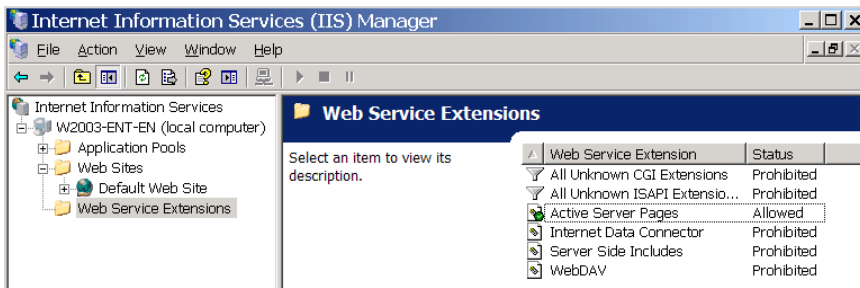 Internet Information Services (IIS) Manager
File Action View Window Help
Internet Information Services
W2003-ENT-EN (local computer)
Application Pools
Web Sites
Default Web Site
Web Service Extensions
Web Service Extensions
Select an item to view its
description.
Web Service Extension Status
All Unknown CGI Extensions Prohibited
All Unknown ISAPI Extensio... Prohibited
Active Server Pages Allowed
Internet Data Connector Prohibited
Server Side Includes Prohibited
WebDAV Prohibited